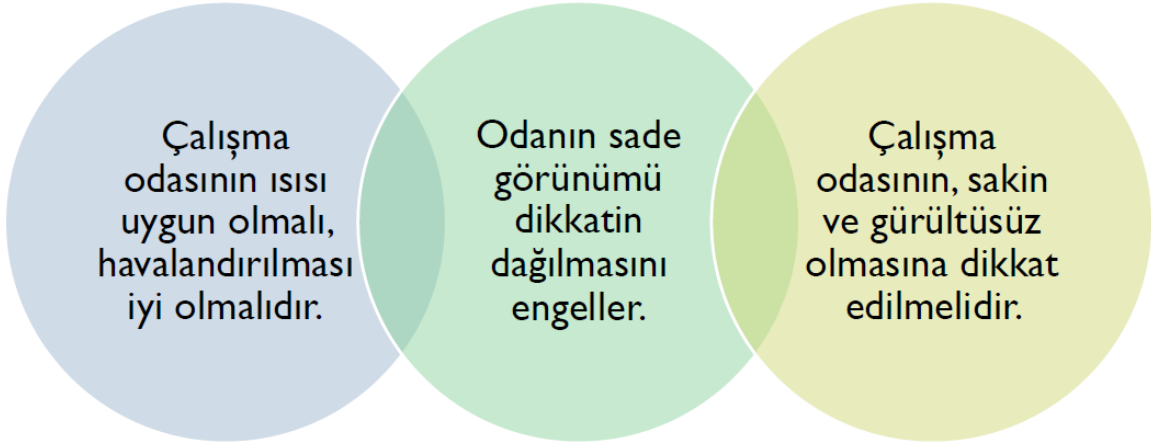 Çalışma
odasının ısısı
uygun olmalı,
havalandırılması
iyi olmalıdır.
Odanın sade
görünümü
dikkatin
dağılmasını
engeller.
Çalışma
odasının, sakin
ve gürültüsüz
olmasına dikkat
edilmelidir.